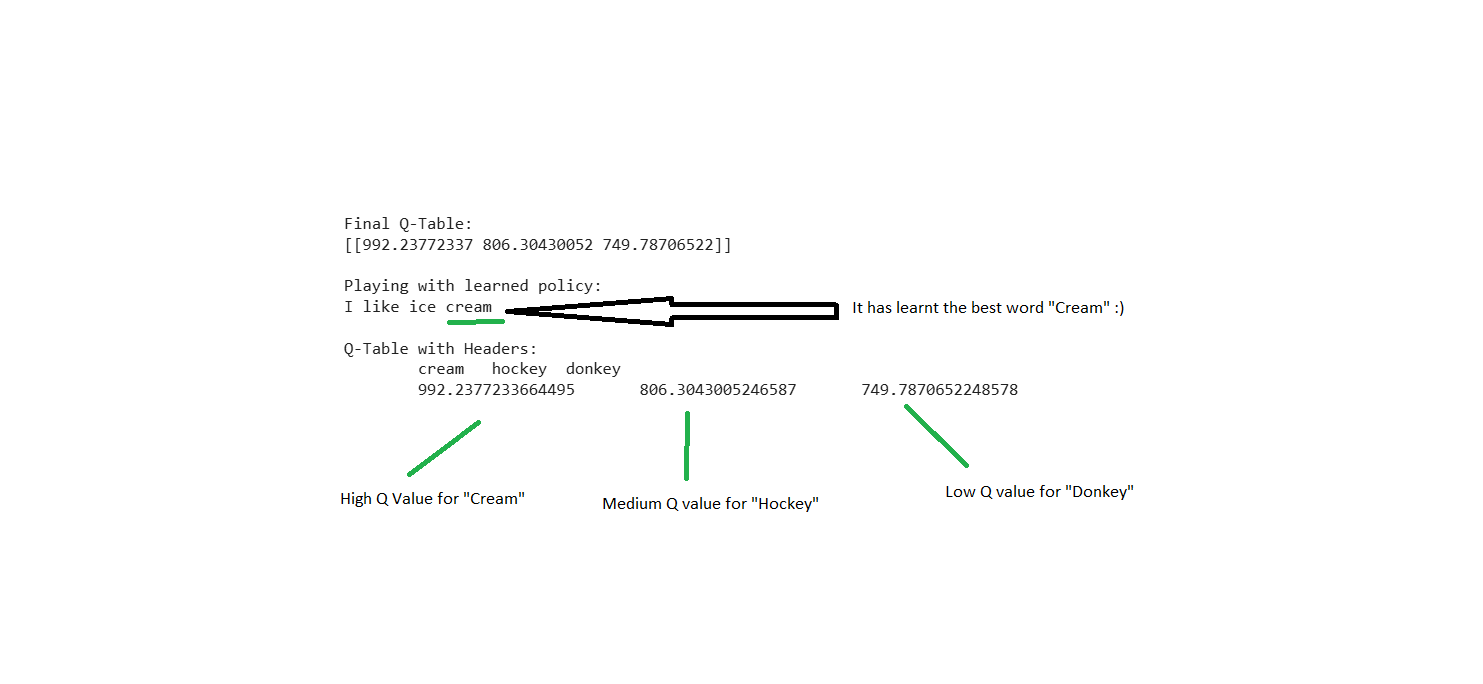 Final Q-Table:
[[992.23772337 806.30430052 749.78706522]]
Playing with learned policy:
I like ice cream
It has learnt the best word "Cream" :)
Q-Table with Headers:
cream hockey donkey
992.2377233664495 806.3043005246587 749.7870652248578
High Q Value for "Cream"
Medium Q value for "Hockey"
Low Q value for "Donkey"